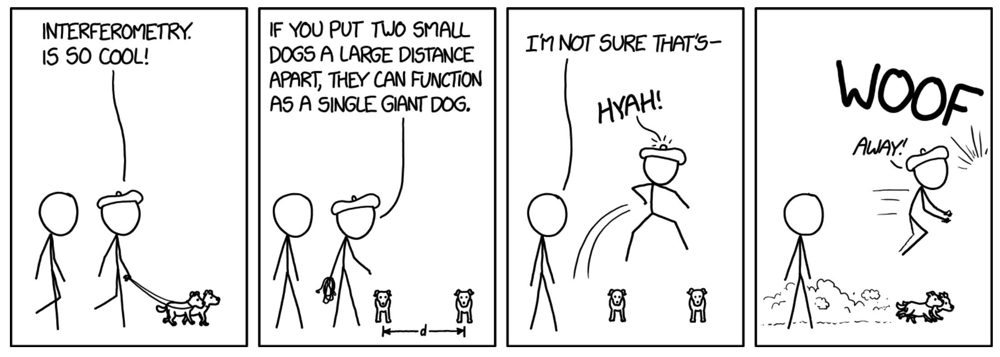 INTERFEROMETRY.
IS SO COOL!
IF YOU PUT TWO SMALL
DOGS A LARGE DISTANCE
APART, THEY CAN FUNCTION
AS A SINGLE GIANT DOG.
d
I'M NOT SURE THAT'S—
HYAH!
WOOF
AWAY!